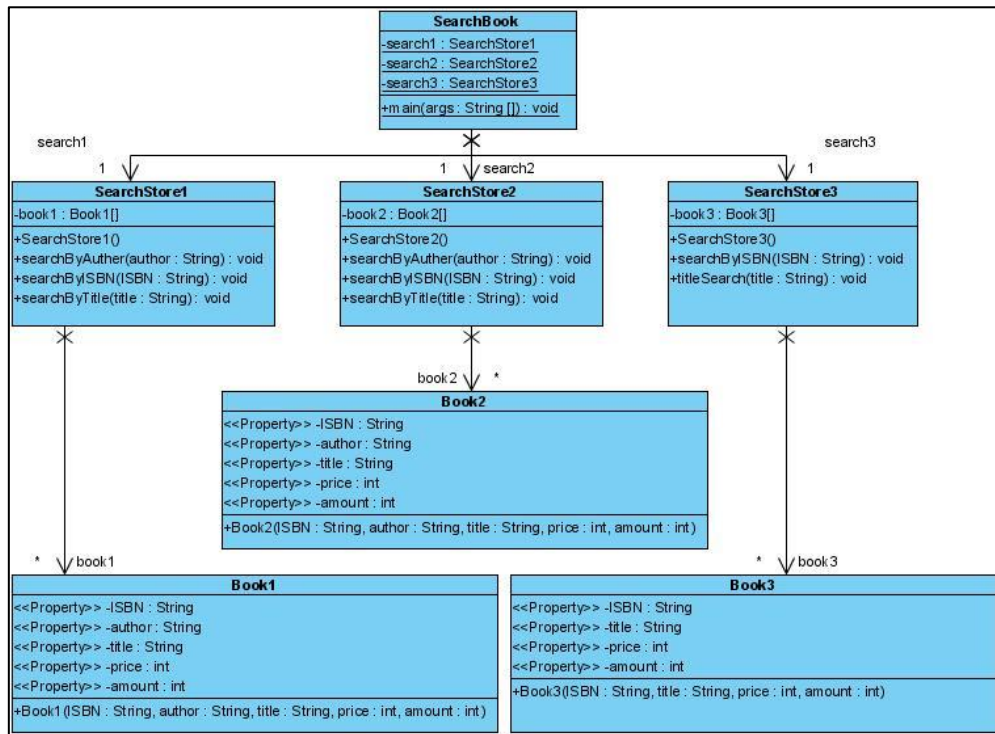 SearchBook
-search1 : SearchStore1
-search2 : SearchStore2
-search3 : SearchStore3
+main(args : String []) : void
search1
1
1
search2
search3
1
SearchStore1
-book1 : Book1[]
+SearchStore1()
+searchByAuther(author : String) : void
+searchByISBN(ISBN : String) : void
+searchByTitle(title : String) : void
SearchStore2
-book2 : Book2[]
+SearchStore2()
+searchByAuther(author : String) : void
+searchByISBN(ISBN : String) : void
+searchByTitle(title : String) : void
SearchStore3
-book3 : Book3[]
+SearchStore3()
+searchByISBN(ISBN : String) : void
+titleSearch(title : String) : void
book2
*
Book2
<<Property>> -ISBN : String
<<Property>> -author : String
<<Property>> -title : String
<<Property>> -price : int
<<Property>> -amount : int
+Book2(ISBN : String, author : String, title : String, price : int, amount : int)
*
book1
*
book3
Book1
<<Property>> -ISBN : String
<<Property>> -author : String
<<Property>> -title : String
<<Property>> -price : int
<<Property>> -amount : int
+Book1(ISBN : String, author : String, title : String, price : int, amount : int)
Book3
<<Property>> -ISBN : String
<<Property>> -title : String
<<Property>> -price : int
<<Property>> -amount : int
+Book3(ISBN : String, title : String, price : int, amount : int)